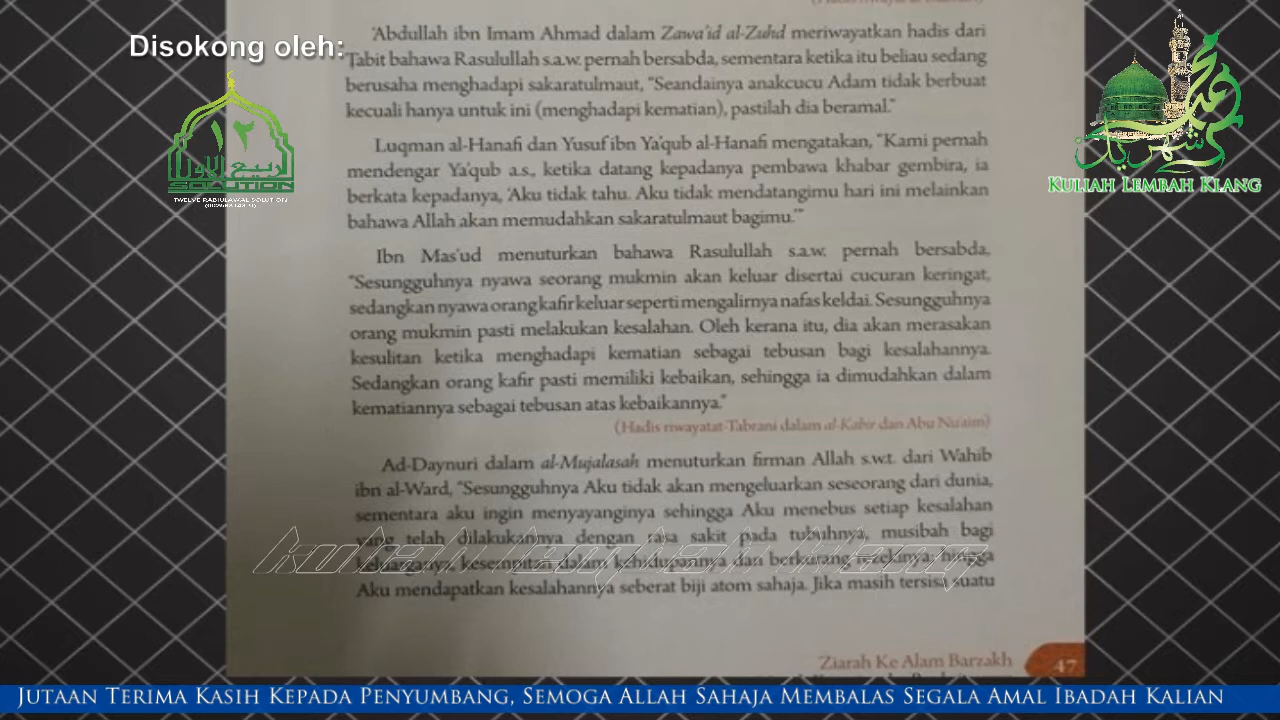 Disokong oleh:
'Abdullah ibn Imam Ahmad dalam Zawa'id al-Zuhd meriwayatkan hadis dari
Tabit bahawa Rasulullah s.a.w. pernah bersabda, sementara ketika itu beliau sedang
berusaha menghadapi sakaratulmaut, "Seandainya anakcucu Adam tidak berbuat
kecuali hanya untuk ini (menghadapi kematian), pastilah dia beramal."
Luqman al-Hanafi dan Yusuf ibn Ya'qub al-Hanafi mengatakan, "Kami pernah
mendengar Ya'qub a.s., ketika datang kepadanya pembawa khabar gembira, ia
berkata kepadanya, 'Aku tidak tahu. Aku tidak mendatangimu hari ini melainkan
bahawa Allah akan memudahkan sakaratulmaut bagimu.'"
Ibn Mas'ud menuturkan bahawa Rasulullah s.a.w. pernah bersabda,
"Sesungguhnya nyawa seorang mukmin akan keluar disertai cucuran keringat,
sedangkan nyawa orang kafir keluar seperti mengalirnya nafas keldai. Sesungguhnya
orang mukmin pasti melakukan kesalahan. Oleh kerana itu, dia akan merasakan
kesulitan ketika menghadapi kematian sebagai tebusan bagi kesalahannya.
Sedangkan orang kafir pasti memiliki kebaikan, sehingga ia dimudahkan dalam
kematiannya sebagai tebusan atas kebaikannya."
(Hadis riwayatat-Tabrani dalam al-Kabir dan Abu Nu'aim)
Ad-Daynuri dalam al-Mujalasah menuturkan firman Allah s.w.t. dari Wahib
ibn al-Ward, "Sesungguhnya Aku tidak akan mengeluarkan seseorang dari dunia,
sementara aku ingin menyayanginya sehingga Aku menebus setiap kesalahan
yang telah dilakukannya dengan rasa sakit pada tubuhnya, musibah bagi
keluarganya, kesempitan dalam kehidupannya dan berkurang rezekinya hingga
Aku mendapatkan kesalahannya seberat biji atom sahaja. Jika masih tersisa suatu
Ziarah Ke Alam Barzakh 47
١٢
ربيع الأول
SOLUTION
TWELVE RABIULAWAL SOLUTION
KULIAH LEMBAH KLANG
kuliah lembah klang
JUTAAN TERIMA KASIH KEPADA PENYUMBANG, SEMOGA ALLAH SAHAJA MEMBALAS SEGALA AMAL IBADAH KALIAN